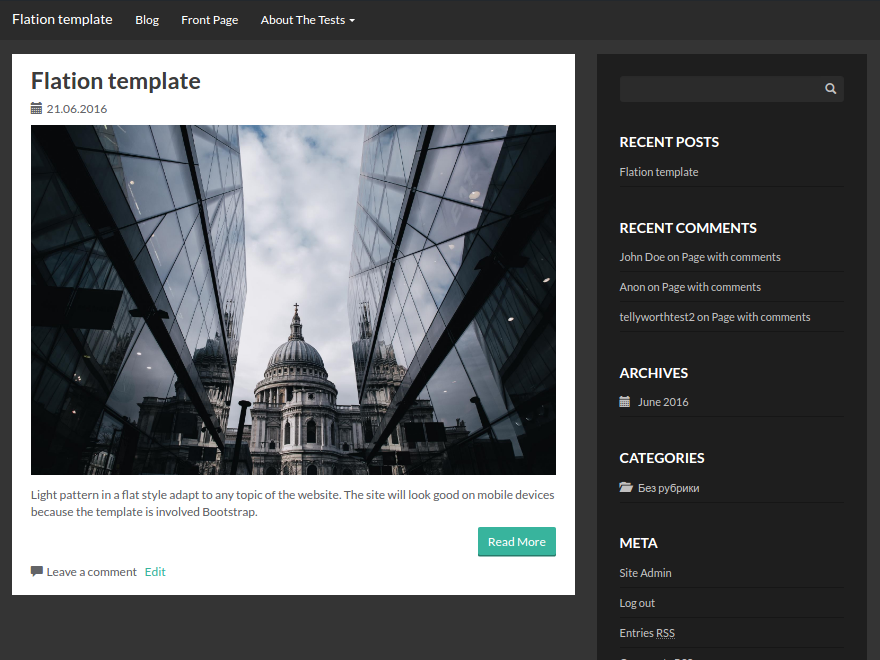 Flation template Blog Front Page About The Tests
Flation template
21.06.2016
Light pattern in a flat style adapt to any topic of the website. The site will look good on mobile devices
because the template is involved Bootstrap.
Read More
Leave a comment Edit
RECENT POSTS
Flation template
RECENT COMMENTS
John Doe on Page with comments
Anon on Page with comments
tellyworthtest2 on Page with comments
ARCHIVES
June 2016
CATEGORIES
Без рубрики
META
Site Admin
Log out
Entries RSS